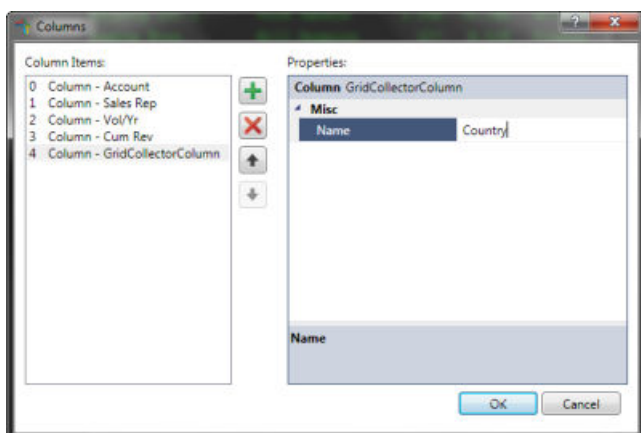 Columns
Column Items:
0 Column - Account
1 Column - Sales Rep
2 Column - Vol/Yr
3 Column - Cum Rev
4 Column - GridCollectorColumn
Properties:
Column GridCollectorColumn
Misc
Name Country
Name
OK Cancel